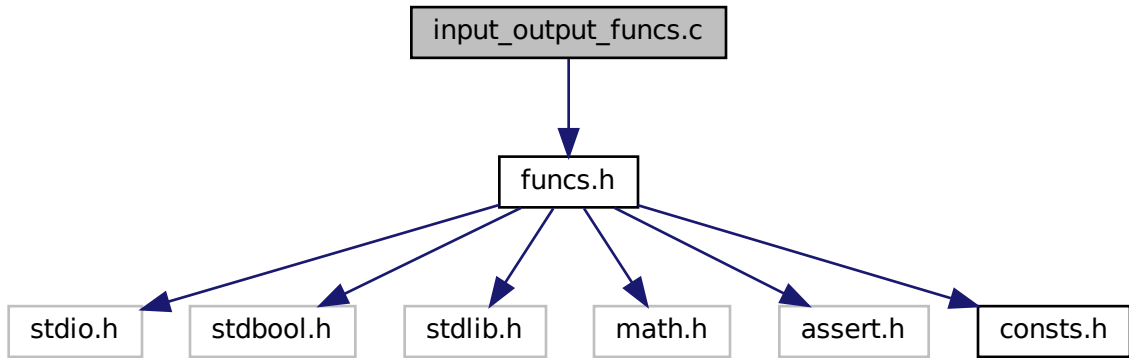 input_output_funcs.c
funcs.h
stdio.h
stdbool.h
stdlib.h
math.h
assert.h
consts.h